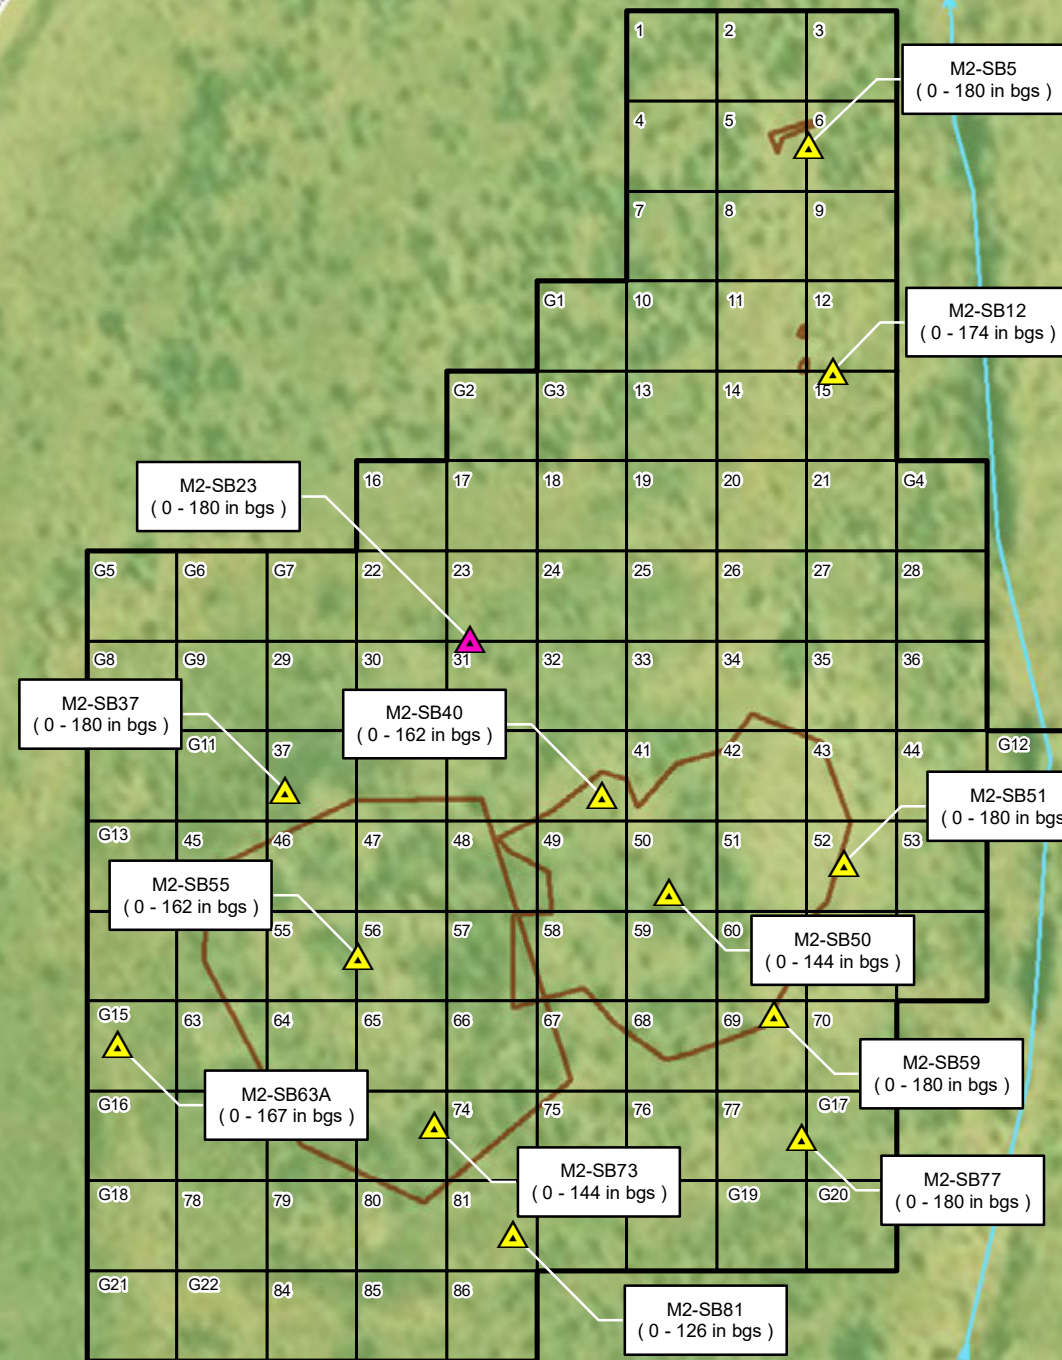 1 2 3
M2-SB5
( 0 - 180 in bgs )
4 5 6
7 8 9
G1 10 11 12
M2-SB12
( 0 - 174 in bgs )
G2 G3 13 14 15
16 17 18 19 20 21 G4
M2-SB23
( 0 - 180 in bgs )
G5 G6 G7 22 23 24 25 26 27 28
G8 G9 29 30 31 32 33 34 35 36
M2-SB37
( 0 - 180 in bgs )
M2-SB40
( 0 - 162 in bgs )
G11 37 41 42 43 44 G12
M2-SB51
( 0 - 180 in bgs
G13 45 46 47 48 49 50 51 52 53
M2-SB55
( 0 - 162 in bgs )
55 56 57 58 59 60
M2-SB50
( 0 - 144 in bgs )
G15 63 64 65 66 67 68 69 70
M2-SB59
( 0 - 180 in bgs )
M2-SB63A
( 0 - 167 in bgs )
G16 74 75 76 77 G17
M2-SB73
( 0 - 144 in bgs )
M2-SB77
( 0 - 180 in bgs )
G18 78 79 80 81 G19 G20
G21 G22 84 85 86
M2-SB81
( 0 - 126 in bgs )